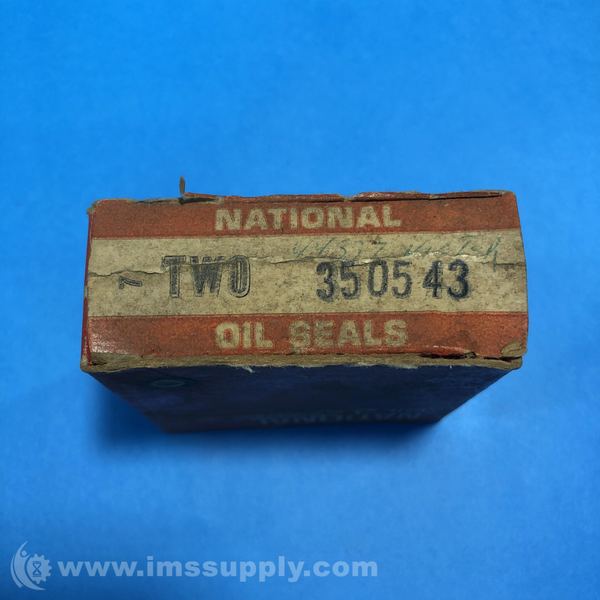 NATIONAL
TWO 350543
OIL SEALS
www.imssupply.com